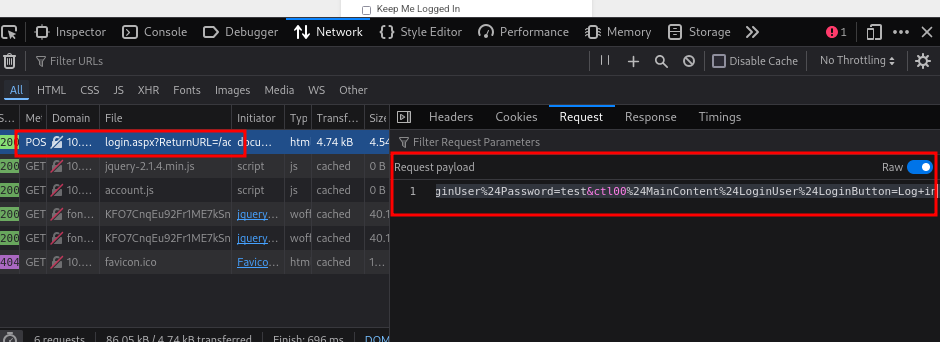 Keep Me Logged In
Inspector Console Debugger Network Style Editor Performance Memory Storage 1
Filter URLs Disable Cache No Throttling
All HTML CSS JS XHR Fonts Images Media WS Other
S... Me Domain File Initiator Typ Transf... Size
Headers Cookies Request Response Timings
200 POS 10.... login.aspx?ReturnURL=/ac docu... htm 4.74 kB 4.54
Filter Request Parameters
200 GET 10.... jquery-2.1.4.min.js script js cached 0 B
Request payload Raw
200 GET 10.... account.js script js cached 0 B
1 ginUser%24Password=test&ctl00%24MainContent%24LoginUser%24LoginButton=Log+in
200 GET fon... KFO7CnqEu92Fr1ME7kSn jquery... woff cached 40.1
200 GET fon... KFO7CnqEu92Fr1ME7kSn jquery... woff cached 40.1
404 GET 10.... favicon.ico Favico... htm cached 1...
6 requests 86.05 kB / 4.74 kB transferred Finish: 696 ms DOM